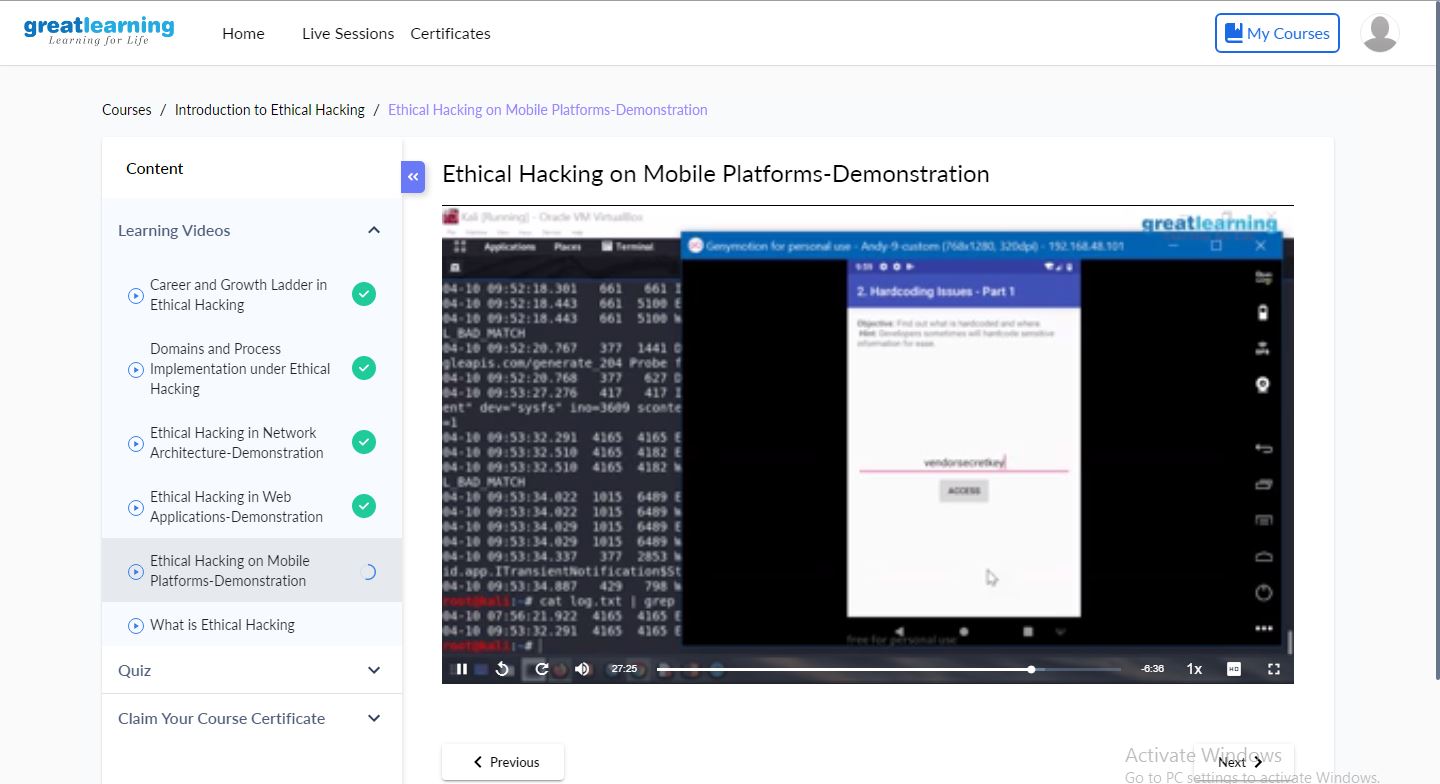 greatlearning
Learning for Life
Home
Live Sessions
Certificates
My Courses
Courses / Introduction to Ethical Hacking / Ethical Hacking on Mobile Platforms-Demonstration
Content
Learning Videos
Career and Growth Ladder in
Ethical Hacking
Domains and Process
Implementation under Ethical
Hacking
Ethical Hacking in Network
Architecture-Demonstration
Ethical Hacking in Web
Applications-Demonstration
Ethical Hacking on Mobile
Platforms-Demonstration
What is Ethical Hacking
Quiz
Claim Your Course Certificate
Ethical Hacking on Mobile Platforms-Demonstration
Kali [Running] - Oracle VM VirtualBox
greatlearning
Applications Places Terminal
Genymotion for personal use - Andy-9-custom (768x1280, 320dpi) - 192.168.48.101
04-10 09:52:18.301 661 661 I
04-10 09:52:18.443 661 5100 E
04-10 09:52:18.443 661 5100 W
L_BAD_MATCH
04-10 09:52:20.767 377 1441 D
gleapis.com/generate_204 Probe f
04-10 09:52:20.768 377 627 D
04-10 09:53:27.276 417 417 I
ent" dev="sysfs" ino=3609 sconte
=1
04-10 09:53:32.291 4165 4165 E
04-10 09:53:32.510 4165 4182 E
04-10 09:53:32.510 4165 4182 W
L_BAD_MATCH
04-10 09:53:34.022 1015 6489 E
04-10 09:53:34.022 1015 6489 W
04-10 09:53:34.029 1015 6489 E
04-10 09:53:34.029 1015 6489 W
04-10 09:53:34.337 377 2853 W
id.app.ITransientNotification$St
04-10 09:53:34.887 429 798 W
root@kali:~# cat log.txt | grep
04-10 07:56:21.922 4165 4165 E
04-10 09:53:32.291 4165 4165 E
root@kali:~#
2. Hardcoding Issues - Part 1
Objective: Find out what is hardcoded and where.
Hint: Developers sometimes will hardcode sensitive
information for ease.
vendorsecretkey
ACCESS
free for personal use
27:25
-6:36
1x
HD
Previous
Next
Activate Windows
Go to PC settings to activate Windows.